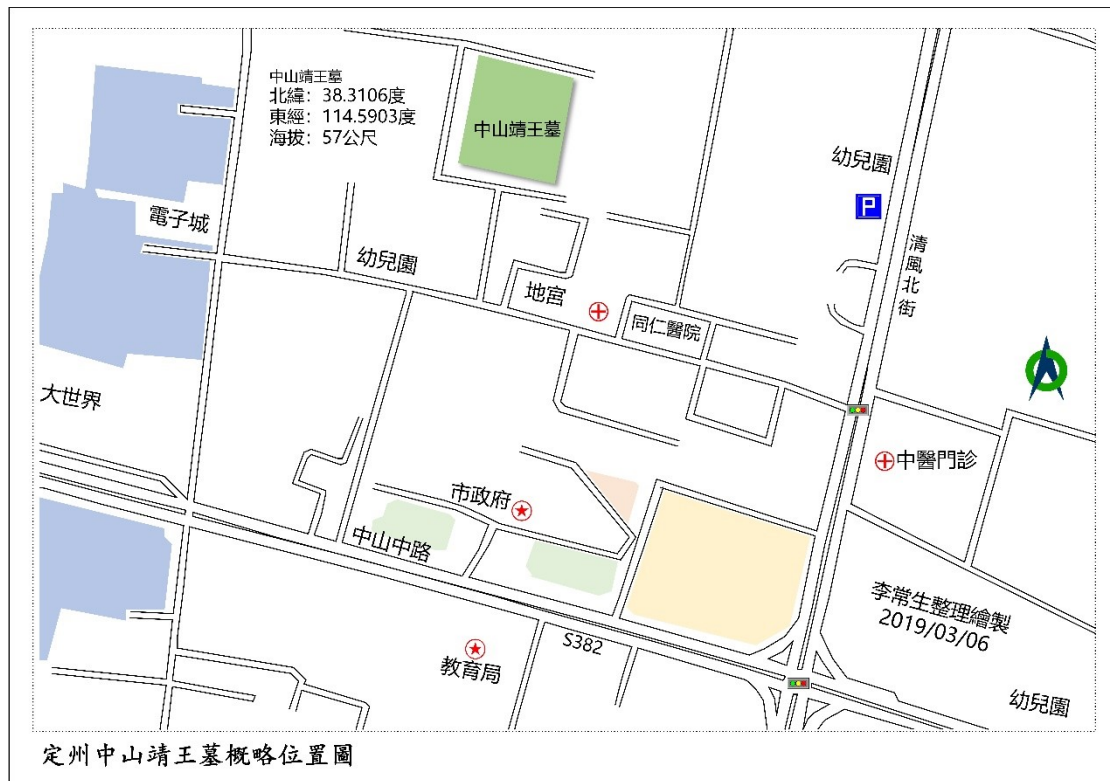 中山靖王墓
北緯：38.3106度
東經：114.5903度
海拔：57公尺
中山靖王墓
幼兒園
P
電子城
清風北街
幼兒園
地宮
同仁醫院
大世界
中醫門診
市政府
中山中路
李常生整理繪製
2019/03/06
S382
教育局
幼兒園
定州中山靖王墓概略位置圖